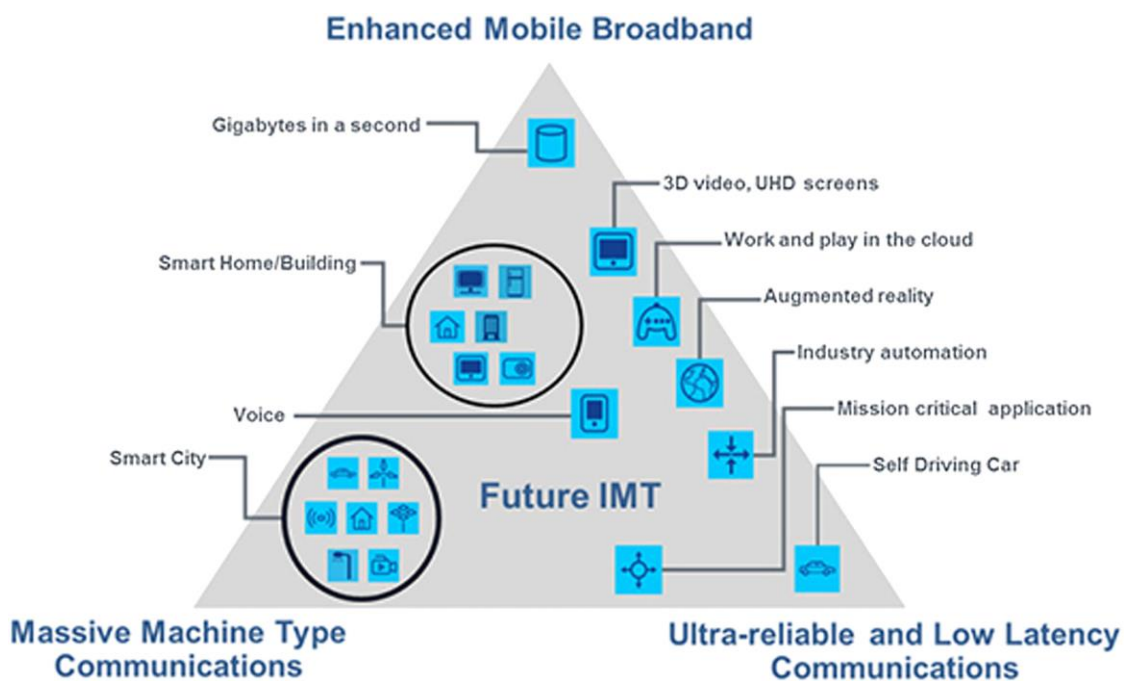 Enhanced Mobile Broadband
Gigabytes in a second
3D video, UHD screens
Work and play in the cloud
Smart Home/Building
Augmented reality
Industry automation
Mission critical application
Voice
Smart City
Self Driving Car
Future IMT
Massive Machine Type
Communications
Ultra-reliable and Low Latency
Communications